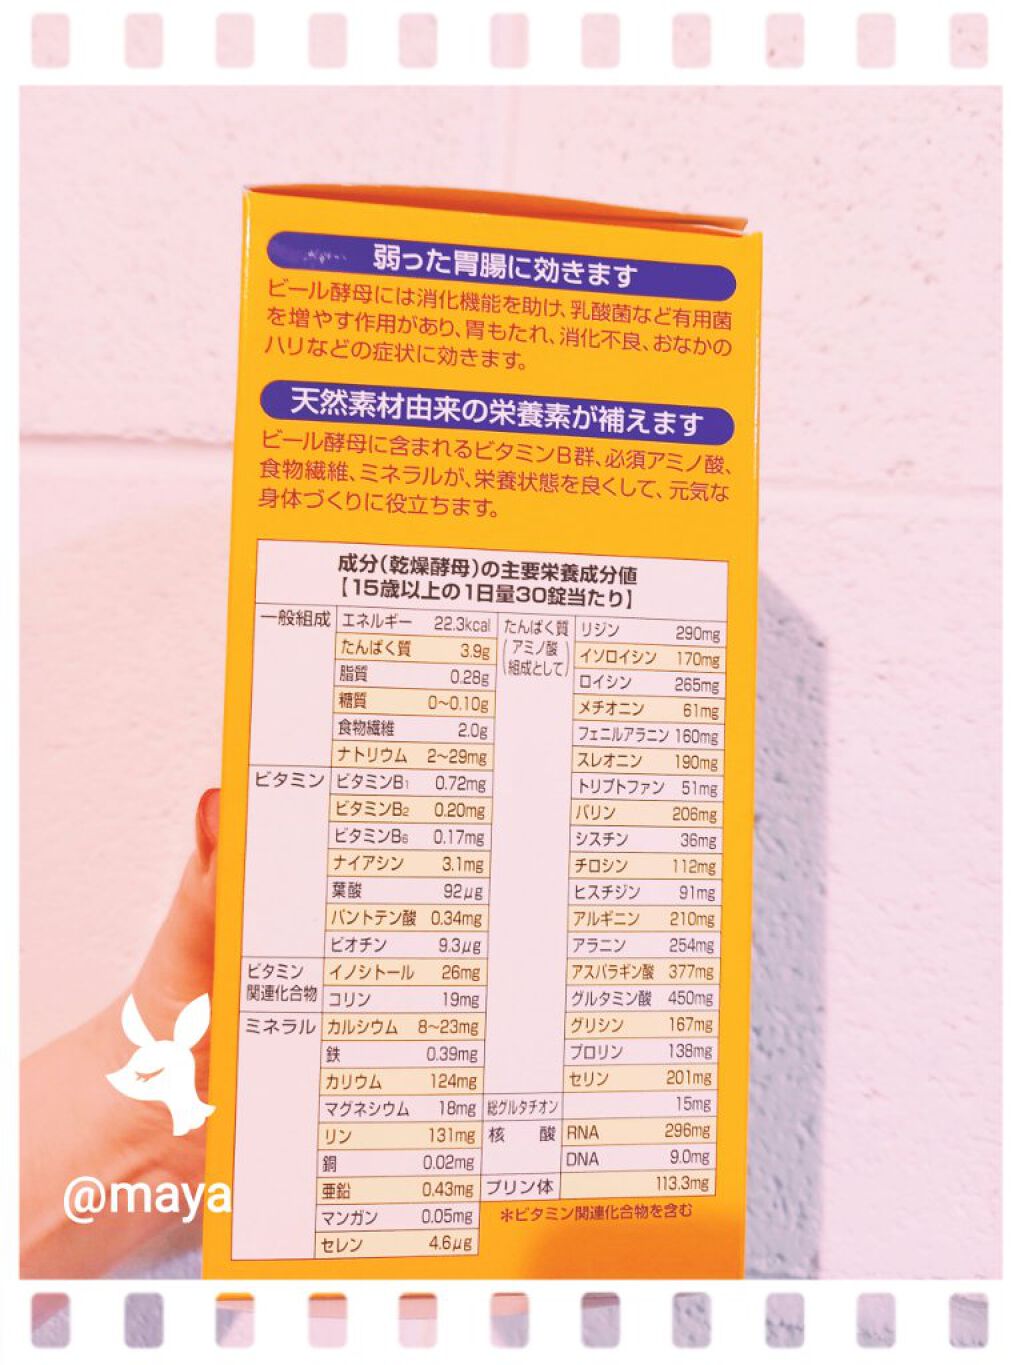 弱った胃腸に効きます
ビール酵母には消化機能を助け、乳酸菌など有用菌
を増やす作用があり、胃もたれ、消化不良、おなかの
ハリなどの症状に効きます。
天然素材由来の栄養素が補えます
ビール酵母に含まれるビタミンB群、必須アミノ酸、
食物繊維、ミネラルが、栄養状態を良くして、元気な
身体づくりに役立ちます。
成分(乾燥酵母)の主要栄養成分値
【15歳以上の1日量30錠当たり】
一般組成 エネルギー 22.3kcal
たんぱく質 3.9g
脂質 0.28g
糖質 0～0.10g
食物繊維 2.0g
ナトリウム 2～29mg
ビタミン ビタミンB1 0.72mg
ビタミンB2 0.20mg
ビタミンB6 0.17mg
ナイアシン 3.1mg
葉酸 92μg
パントテン酸 0.34mg
ビオチン 9.3μg
ビタミン
関連化合物
イノシトール 26mg
コリン 19mg
ミネラル カルシウム 8～23mg
鉄 0.39mg
カリウム 124mg
マグネシウム 18mg
リン 131mg
銅 0.02mg
亜鉛 0.43mg
マンガン 0.05mg
セレン 4.6μg
たんぱく質
(アミノ酸
組成として)
リジン 290mg
イソロイシン 170mg
ロイシン 265mg
メチオニン 61mg
フェニルアラニン 160mg
スレオニン 190mg
トリプトファン 51mg
バリン 206mg
シスチン 36mg
チロシン 112mg
ヒスチジン 91mg
アルギニン 210mg
アラニン 254mg
アスパラギン酸 377mg
グルタミン酸 450mg
グリシン 167mg
プロリン 138mg
セリン 201mg
総グルタチオン 15mg
核酸 RNA 296mg
DNA 9.0mg
プリン体 113.3mg
＊ビタミン関連化合物を含む
@maya